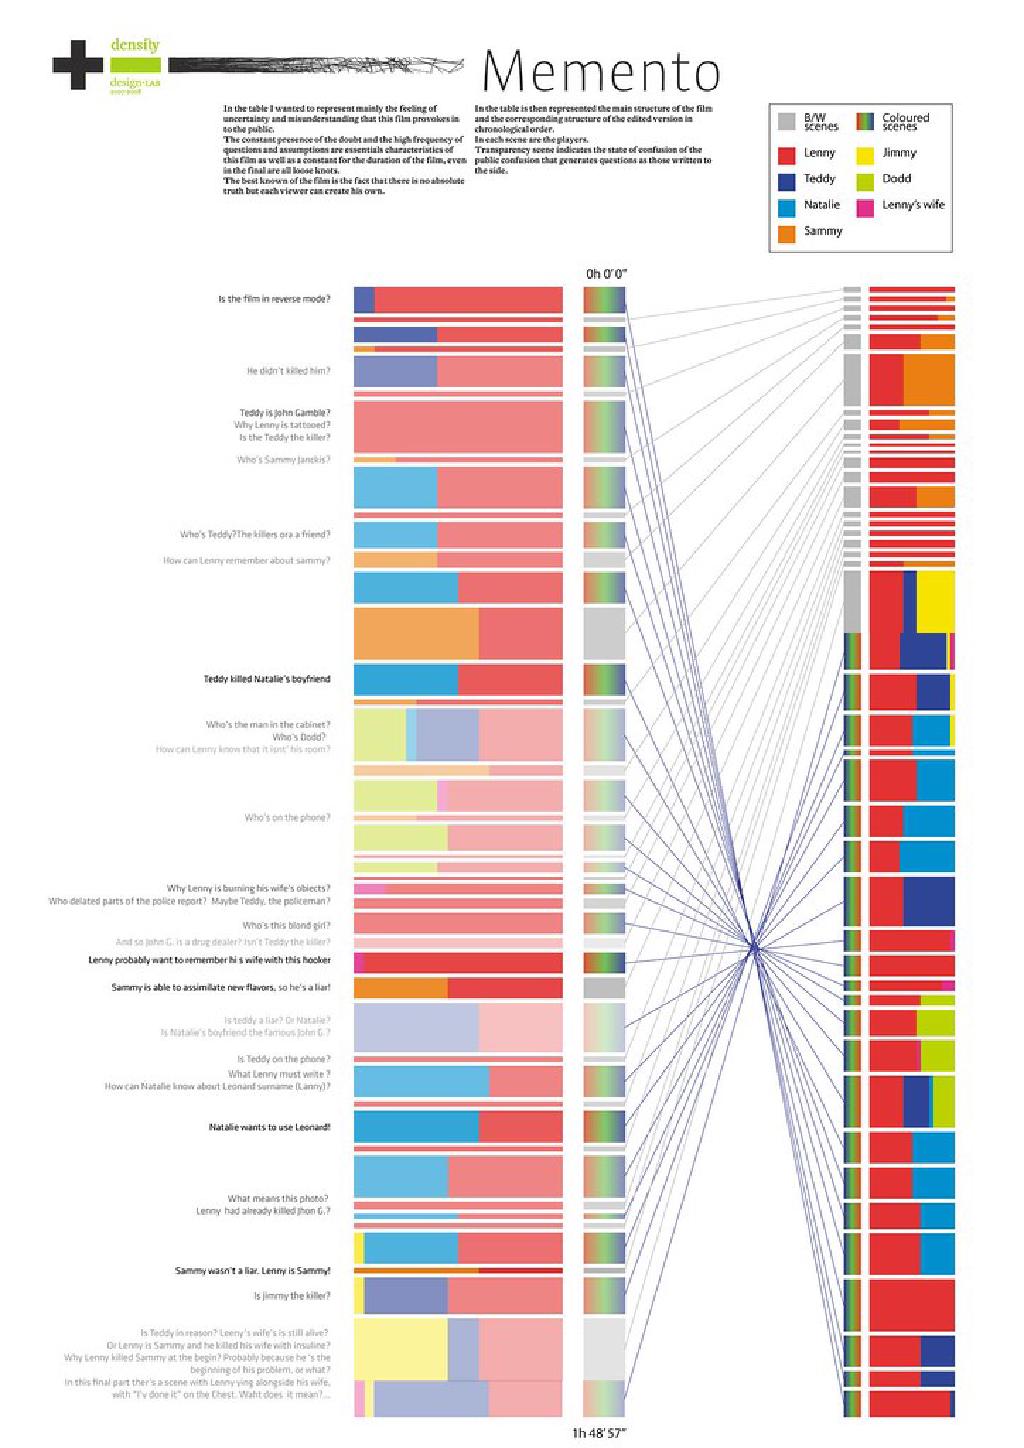 density
design·LAB
2007-2008
Memento
In the table I wanted to represent mainly the feeling of
uncertainty and misunderstanding that this film provokes in
to the public.
The constant presence of the doubt and the high frequency of
questions and assumptions are essentials characteristics of
this film as well as a constant for the duration of the film, even
in the final are all loose knots.
The best known of the film is the fact that there is no absolute
truth but each viewer can create his own.
In the table is then represented the main structure of the film
and the corresponding structure of the edited version in
chronological order.
In each scene are the players.
Transparency scene indicates the state of confusion of the
public confusion that generates questions as those written to
the side.
B/W
scenes
Coloured
scenes
Lenny
Jimmy
Teddy
Dodd
Natalie
Lenny's wife
Sammy
0h 0' 0"
Is the film in reverse mode?
He didn't killed him?
Teddy is John Gamble?
Why Lenny is tattooed?
Is the Teddy the killer?
Who's Sammy Jankis?
Who's Teddy?The killers ora a friend?
How can Lenny remember about sammy?
Teddy killed Natalie's boyfriend
Who's the man in the cabinet?
Who's Dodd?
How can Lenny know that it isnt' his room?
Who's on the phone?
Why Lenny is burning his wife's objects?
Who delated parts of the police report? Maybe Teddy, the policeman?
Who's this blond girl?
And so John G. is a drug dealer? Isn't Teddy the killer?
Lenny probably want to remember hi s wife with this hooker
Sammy is able to assimilate new flavors, so he's a liar!
Is teddy a liar? Or Natalie?
Is Natalie's boyfriend the famous John G.?
Is Teddy on the phone?
What Lenny must write ?
How can Natalie know about Leonard surname (Lanny)?
Natalie wants to use Leonard!
What means this photo?
Lenny had already killed Jhon G.?
Sammy wasn't a liar. Lenny is Sammy!
Is Jimmy the killer?
Is Teddy in reason? Leeny's wife's is still alive?
Or Lenny is Sammy and he killed his wife with insuline?
Why Lenny killed Sammy at the begin? Probably because he 's the
beginning of his problem, or what?
In this final part ther's a scene with Lenny ying alongside his wife,
with "I'y done it" on the Chest. Waht does it mean?...
1h 48' 57"